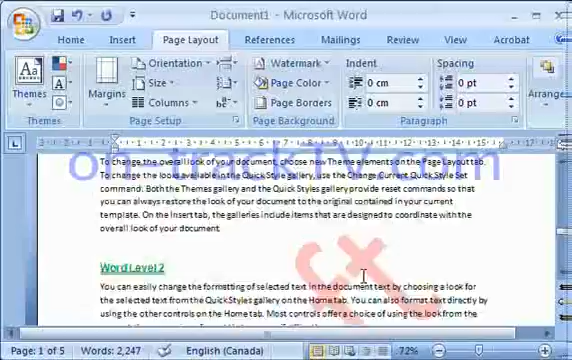 Document1 - Microsoft Word
Home Insert Page Layout References Mailings Review View Acrobat
Orientation Watermark Indent Spacing
Themes Margins Size Page Color 0 cm 0 pt Arrange
Columns Page Borders 0 cm 0 pt
Themes Page Setup Page Background Paragraph
To change the overall look of your document, choose new Theme elements on the Page Layout tab.
To change the looks available in the Quick Style gallery, use the Change Current Quick Style Set
command. Both the Themes gallery and the Quick Styles gallery provide reset commands so that
you can always restore the look of your document to the original contained in your current
template. On the Insert tab, the galleries include items that are designed to coordinate with the
overall look of your document.
Word Level 2
You can easily change the formatting of selected text in the document text by choosing a look for
the selected text from the Quick Styles gallery on the Home tab. You can also format text directly by
using the other controls on the Home tab. Most controls offer a choice of using the look from the
Page: 1 of 5 Words: 2,247 English (Canada) 72%